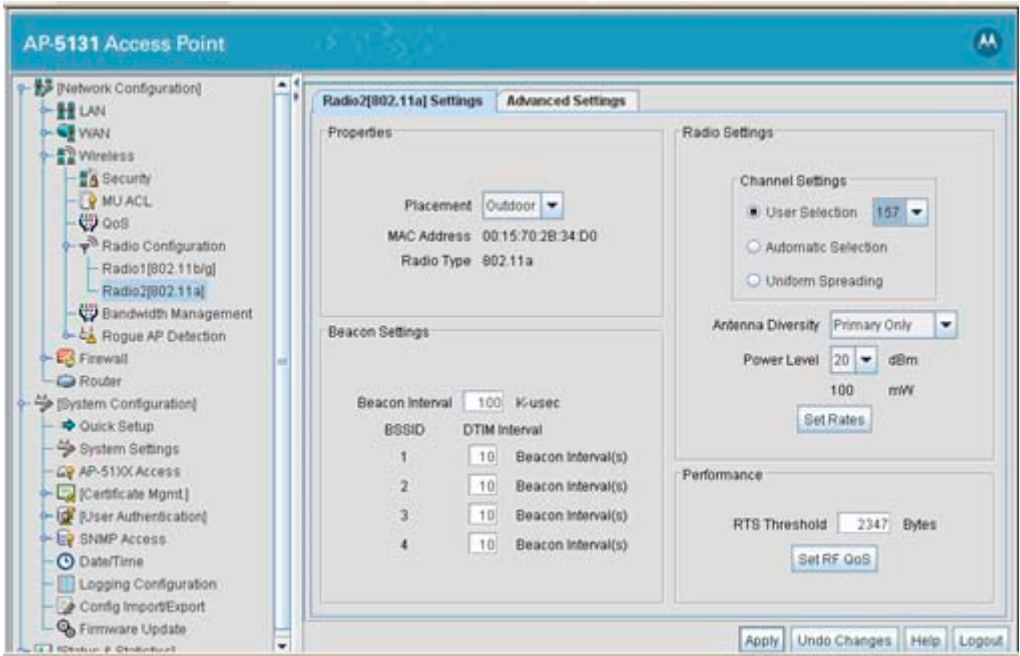 AP-5131 Access Point
[Network Configuration]
LAN
WAN
Wireless
Security
MU ACL
QoS
Radio Configuration
Radio1[802.11b/g]
Radio2[802.11a]
Bandwidth Management
Rogue AP Detection
Firewall
Router
[System Configuration]
Quick Setup
System Settings
AP-51XX Access
[Certificate Mgmt.]
[User Authentication]
SNMP Access
Date/Time
Logging Configuration
Config Import/Export
Firmware Update
[Status & Statistics]
Radio2[802.11a] Settings
Advanced Settings
Properties
Placement Outdoor
MAC Address 00:15:70:2B:34:D0
Radio Type 802.11a
Beacon Settings
Beacon Interval 100 K-usec
BSSID DTIM Interval
1 10 Beacon Interval(s)
2 10 Beacon Interval(s)
3 10 Beacon Interval(s)
4 10 Beacon Interval(s)
Radio Settings
Channel Settings
User Selection 157
Automatic Selection
Uniform Spreading
Antenna Diversity Primary Only
Power Level 20 dBm
100 mW
Set Rates
Performance
RTS Threshold 2347 Bytes
Set RF QoS
Apply Undo Changes Help Logout